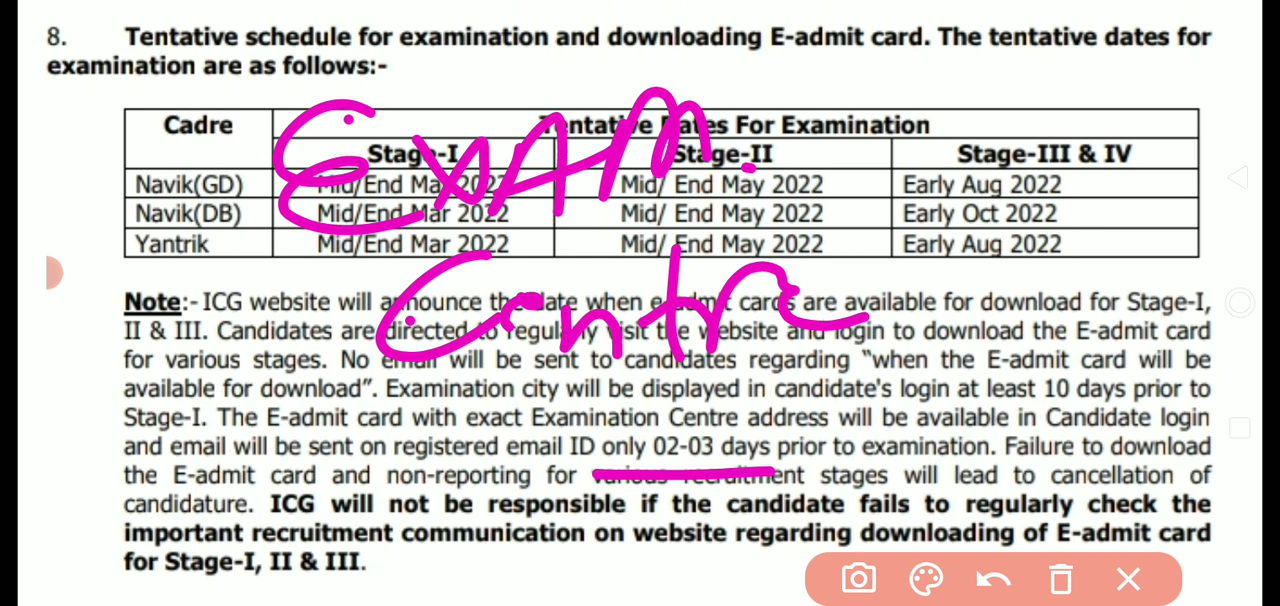 8. Tentative schedule for examination and downloading E-admit card. The tentative dates for
examination are as follows:-
Cadre Tentative Dates For Examination
Stage-I Stage-II Stage-III & IV
Navik(GD) Mid/End Mar 2022 Mid/ End May 2022 Early Aug 2022
Navik(DB) Mid/End Mar 2022 Mid/ End May 2022 Early Oct 2022
Yantrik Mid/End Mar 2022 Mid/ End May 2022 Early Aug 2022
Exam
Centre
Note:- ICG website will announce the date when e-admit cards are available for download for Stage-I,
II & III. Candidates are directed to regularly visit the website and login to download the E-admit card
for various stages. No email will be sent to candidates regarding “when the E-admit card will be
available for download”. Examination city will be displayed in candidate's login at least 10 days prior to
Stage-I. The E-admit card with exact Examination Centre address will be available in Candidate login
and email will be sent on registered email ID only 02-03 days prior to examination. Failure to download
the E-admit card and non-reporting for various recruitment stages will lead to cancellation of
candidature. ICG will not be responsible if the candidate fails to regularly check the
important recruitment communication on website regarding downloading of E-admit card
for Stage-I, II & III.